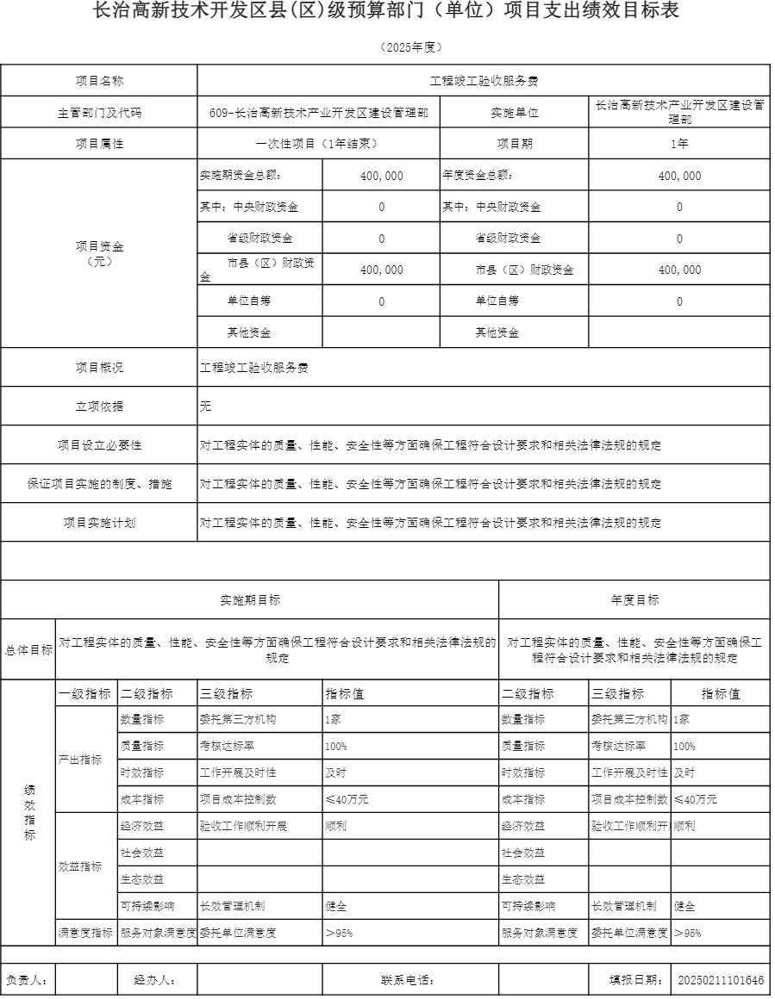 长治高新技术开发区县(区)级预算部门（单位）项目支出绩效目标表
（2025年度）
项目名称 工程竣工验收服务费
主管部门及代码 609-长治高新技术产业开发区建设管理部 实施单位 长治高新技术产业开发区建设管
理部
项目属性 一次性项目（1年结束） 项目期 1年
项目资金
（元）
实施期资金总额： 400,000 年度资金总额： 400,000
其中：中央财政资金 0 其中：中央财政资金 0
省级财政资金 0 省级财政资金 0
市县（区）财政资
金 400,000 市县（区）财政资金 400,000
单位自筹 0 单位自筹 0
其他资金 其他资金
项目概况 工程竣工验收服务费
立项依据 无
项目设立必要性 对工程实体的质量、性能、安全性等方面确保工程符合设计要求和相关法律法规的规定
保证项目实施的制度、措施 对工程实体的质量、性能、安全性等方面确保工程符合设计要求和相关法律法规的规定
项目实施计划 对工程实体的质量、性能、安全性等方面确保工程符合设计要求和相关法律法规的规定
实施期目标 年度目标
总体目标 对工程实体的质量、性能、安全性等方面确保工程符合设计要求和相关法律法规的
规定
对工程实体的质量、性能、安全性等方面确保工
程符合设计要求和相关法律法规的规定
绩
效
指
标
一级指标 二级指标 三级指标 指标值 二级指标 三级指标 指标值
产出指标
数量指标 委托第三方机构 1家 数量指标 委托第三方机构 1家
质量指标 考核达标率 100% 质量指标 考核达标率 100%
时效指标 工作开展及时性 及时 时效指标 工作开展及时性 及时
成本指标 项目成本控制数 ≤40万元 成本指标 项目成本控制数 ≤40万元
效益指标
经济效益 验收工作顺利开展 顺利 经济效益 验收工作顺利开 顺利
社会效益 社会效益
生态效益 生态效益
可持续影响 长效管理机制 健全 可持续影响 长效管理机制 健全
满意度指标 服务对象满意度 委托单位满意度 >95% 服务对象满意度 委托单位满意度 >95%
负责人： 经办人： 联系电话： 填报日期： 20250211101646